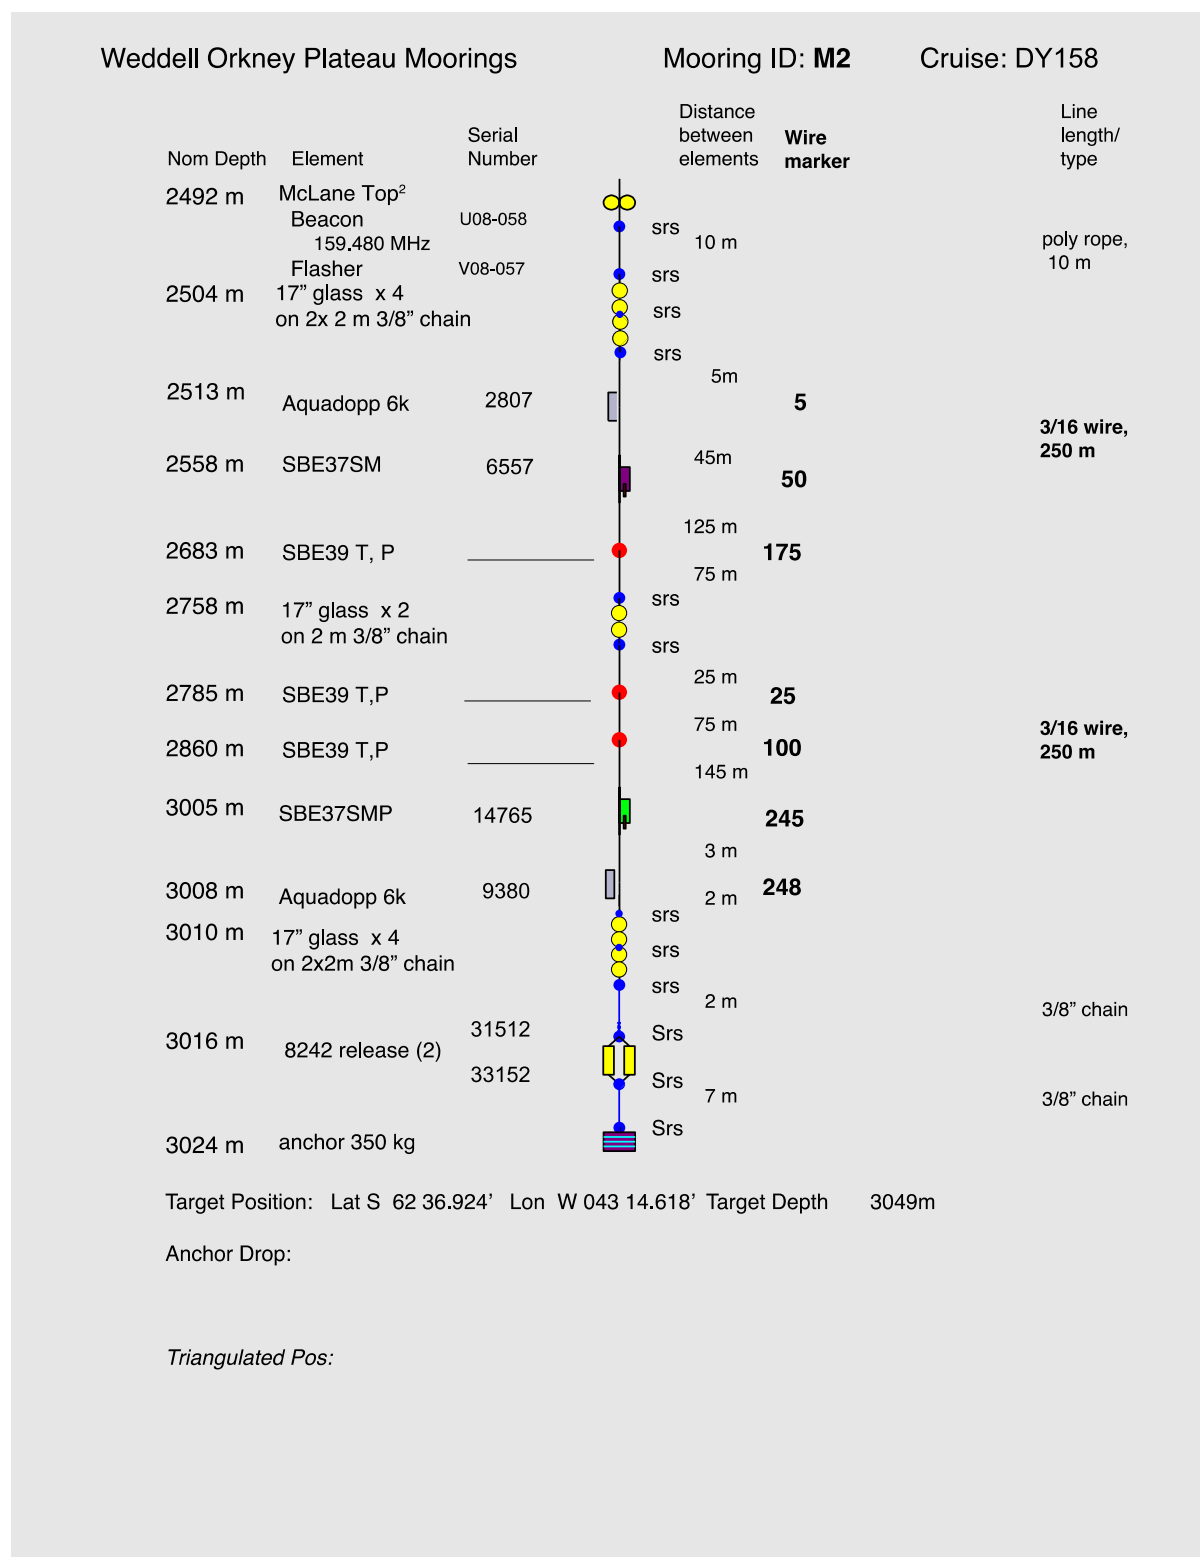 Weddell Orkney Plateau Moorings Mooring ID: M2 Cruise: DY158
Distance Line
Serial between Wire length/
Nom Depth Element Number elements marker type
2492 m McLane Top²
Beacon U08-058 srs
159.480 MHz 10 m poly rope,
10 m
Flasher V08-057 srs
2504 m 17” glass x 4 srs
on 2x 2 m 3/8” chain
srs
5m
2513 m Aquadopp 6k 2807 5
3/16 wire,
250 m
2558 m SBE37SM 6557 45m 50
125 m
2683 m SBE39 T, P 175
75 m
2758 m 17” glass x 2 srs
on 2 m 3/8” chain srs
25 m
2785 m SBE39 T,P 25
75 m 3/16 wire,
2860 m SBE39 T,P 100 250 m
145 m
3005 m SBE37SMP 14765 245
3 m
3008 m Aquadopp 6k 9380 2 m 248
srs
3010 m 17” glass x 4 srs
on 2x2m 3/8” chain
srs
2 m 3/8” chain
31512 Srs
3016 m 8242 release (2)
33152 Srs
7 m 3/8” chain
Srs
3024 m anchor 350 kg
Target Position: Lat S 62 36.924’ Lon W 043 14.618’ Target Depth 3049m
Anchor Drop:
Triangulated Pos: